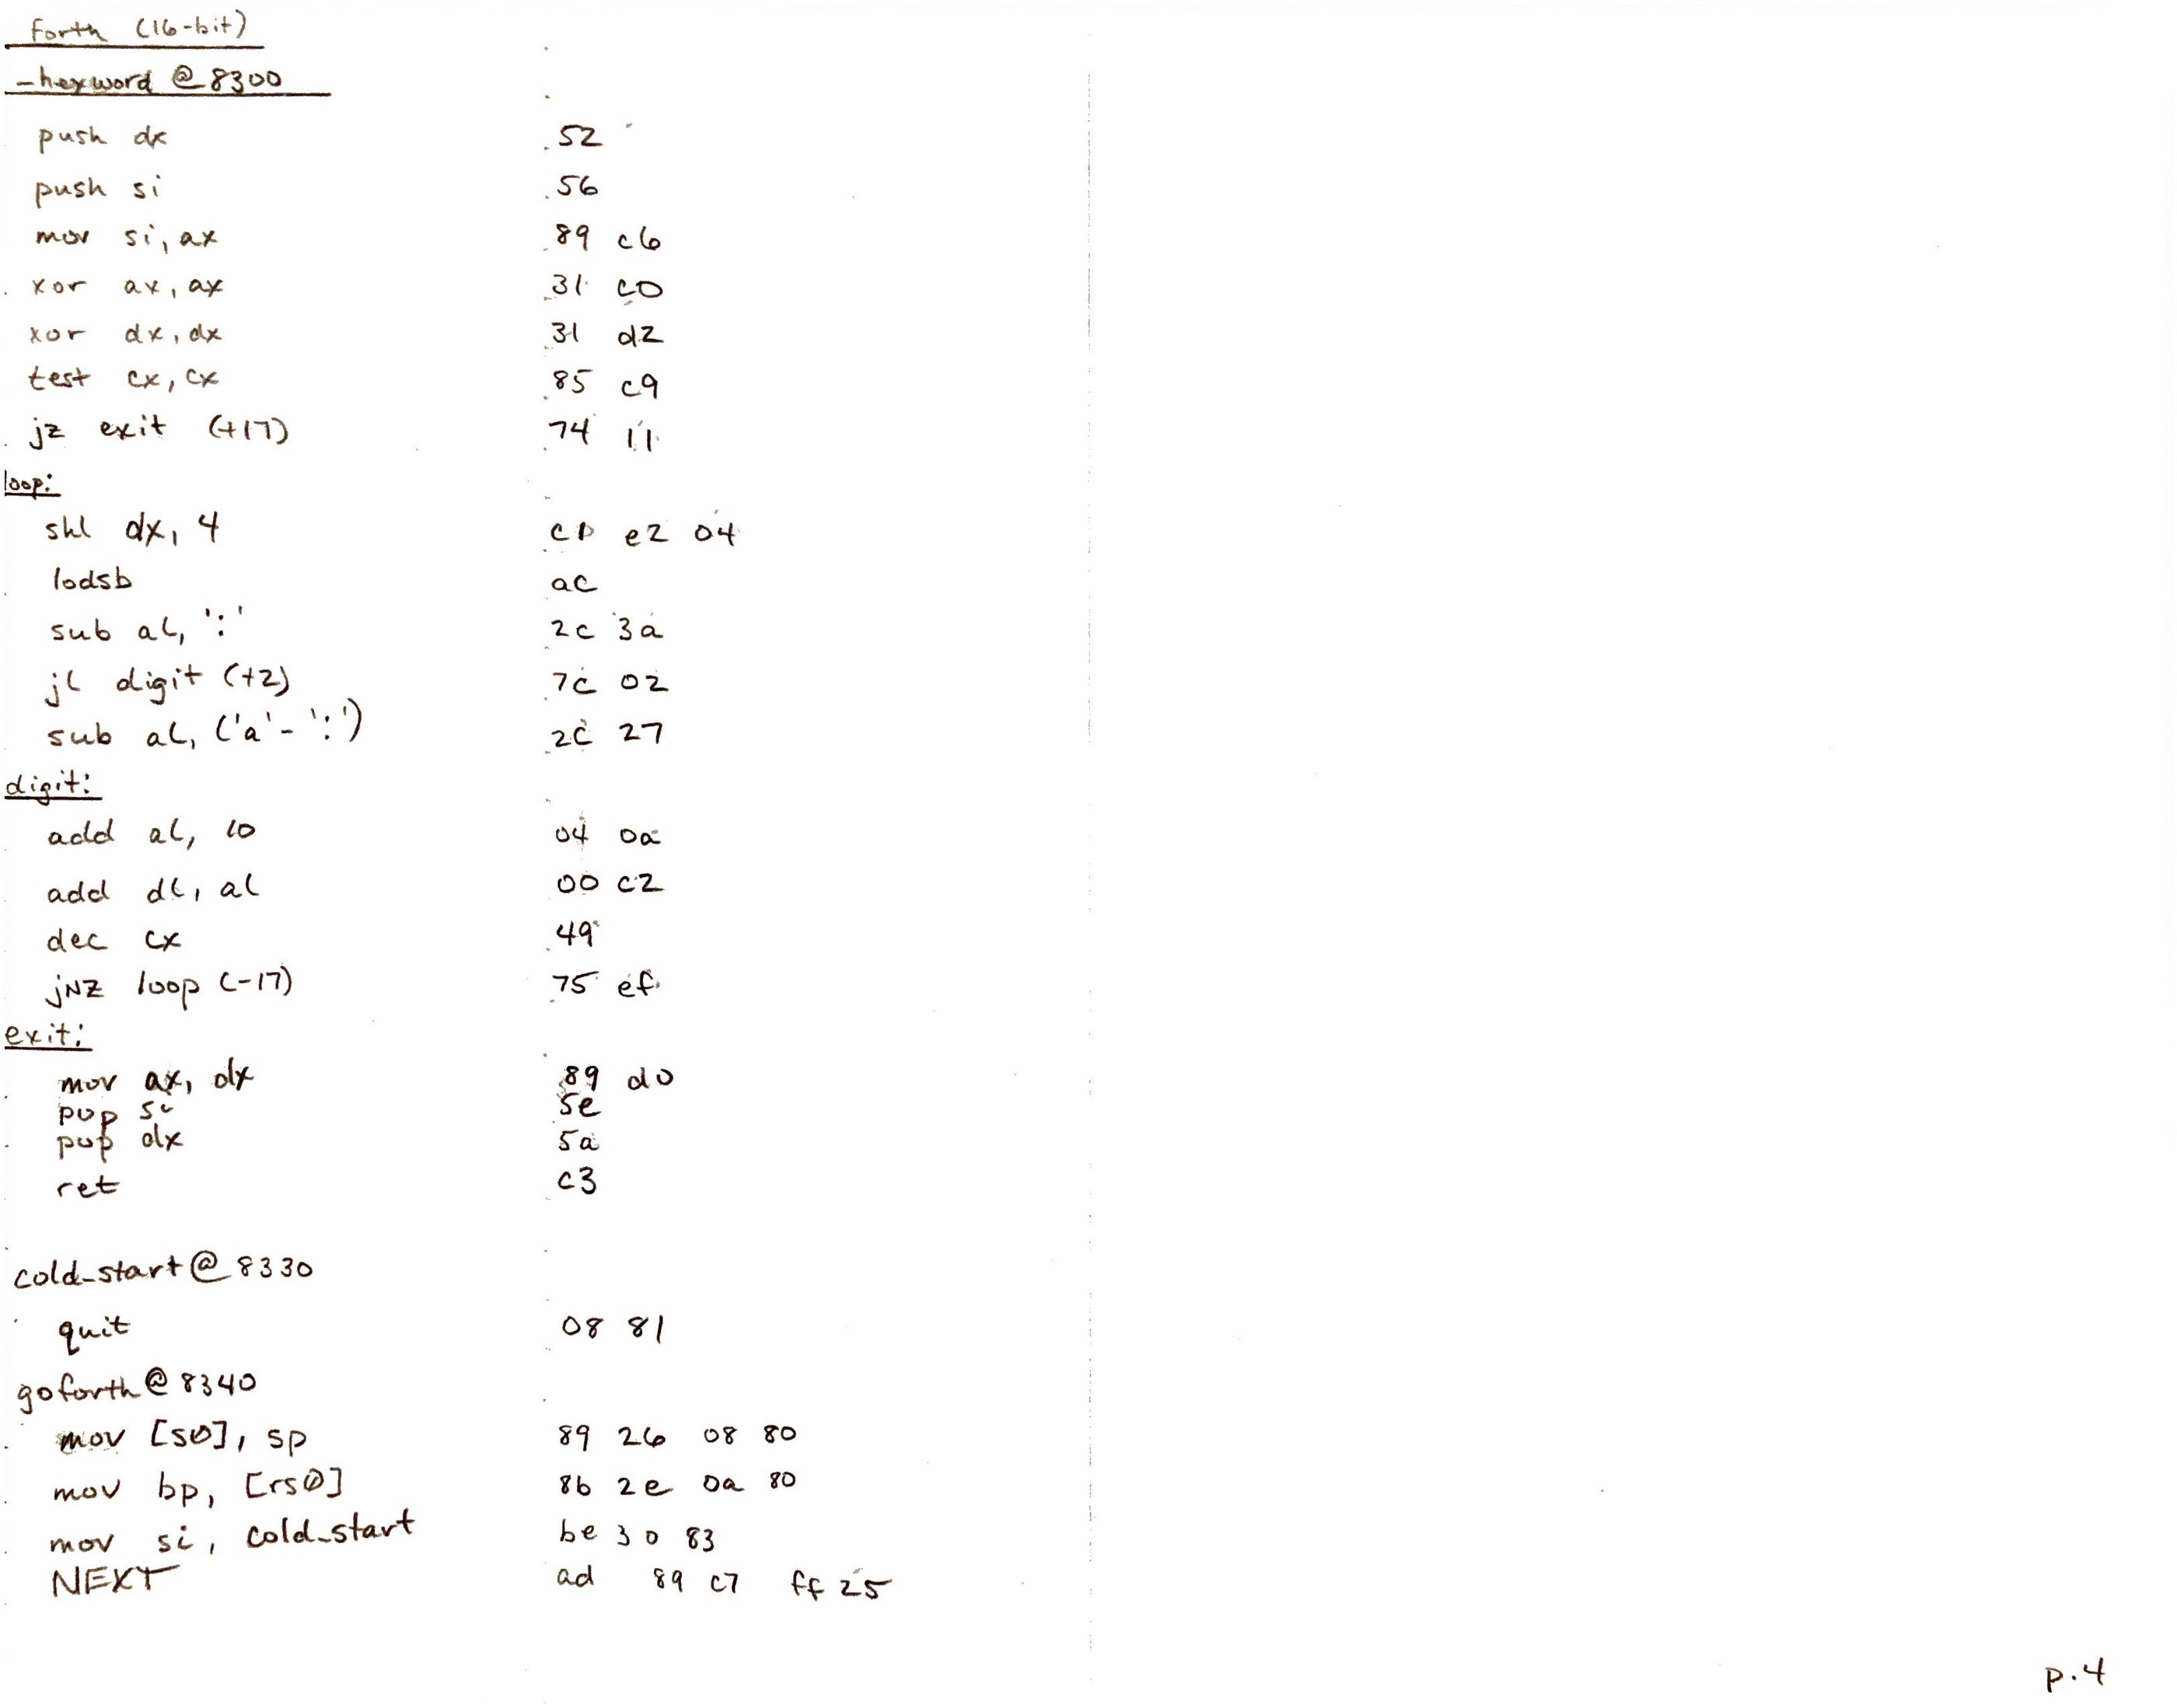 forth (16-bit)
-hexword @ 8300
push dx 52
push si 56
mov si, ax 89 c6
xor ax, ax 31 c0
xor dx, dx 31 d2
test cx, cx 85 c9
jz exit (+17) 74 11
loop:
shl dx, 4 c1 e2 04
lodsb ac
sub al, ':' 2c 3a
jl digit (+2) 7c 02
sub al, ('a' - ':') 2c 27
digit:
add al, 10 04 0a
add dl, al 00 c2
dec cx 49
jNZ loop (-17) 75 ef
exit:
mov ax, dx 89 d0
pop si 5e
pop dx 5a
ret c3
cold_start @ 8330
quit 08 81
goforth @ 8340
mov [s0], sp 89 26 08 80
mov bp, [rs0] 8b 2e 0a 80
mov si, cold_start be 30 83
NEXT ad 89 c7 ff 25
p.4